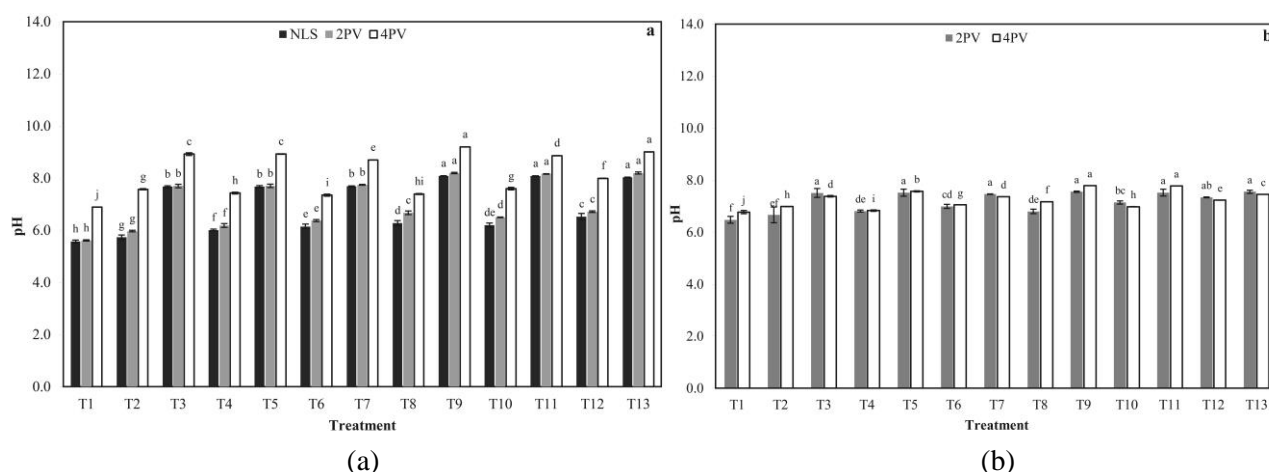 14.0
12.0
10.0
8.0
6.0
4.0
2.0
0.0
pH
NLS 2PV 4PV
a
h h j
g g g
b b c
f f h
b b c
e e i
b b e
d c hi
a a a
de d g
a a d
c c f
a a a
T1 T2 T3 T4 T5 T6 T7 T8 T9 T10 T11 T12 T13
Treatment
(a)
14.0
12.0
10.0
8.0
6.0
4.0
2.0
0.0
pH
2PV 4PV
b
f j
ef h
a d
de i
a b
cd g
a d
de f
a a
bc h
a a
ab e
a c
T1 T2 T3 T4 T5 T6 T7 T8 T9 T10 T11 T12 T13
Treatment
(b)